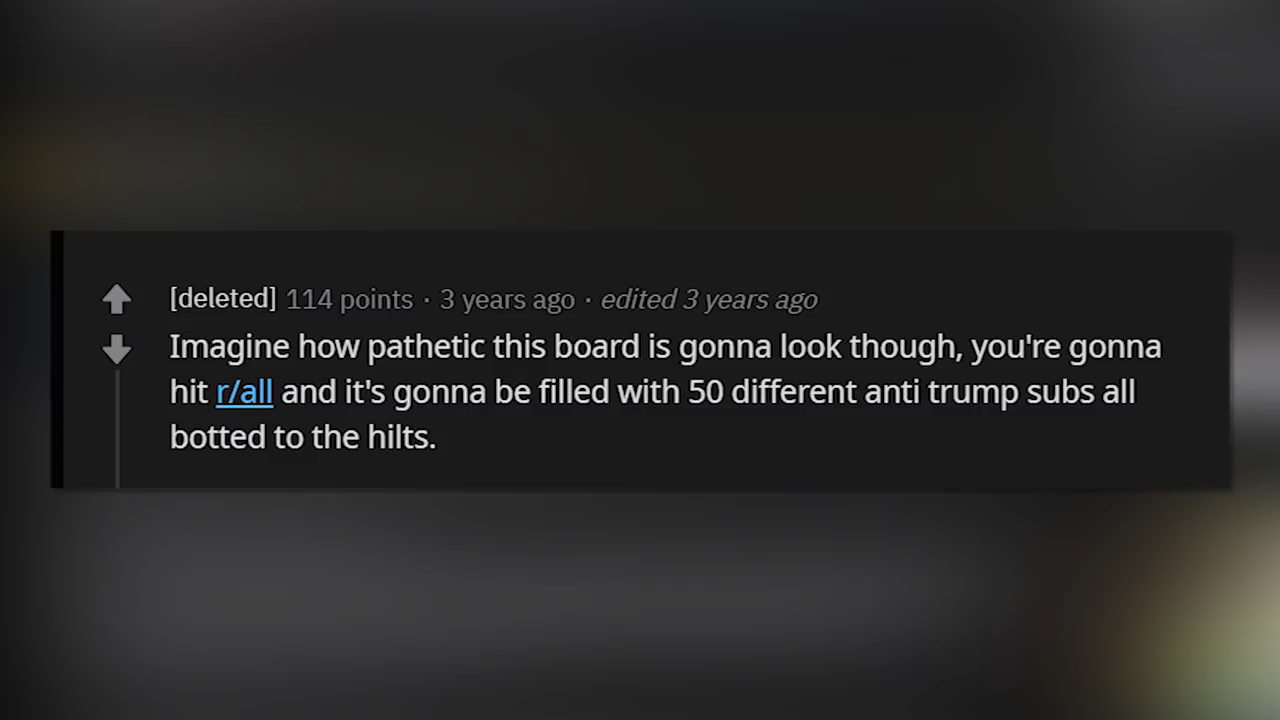 [deleted] 114 points · 3 years ago · edited 3 years ago
Imagine how pathetic this board is gonna look though, you're gonna
hit r/all and it's gonna be filled with 50 different anti trump subs all
botted to the hilts.